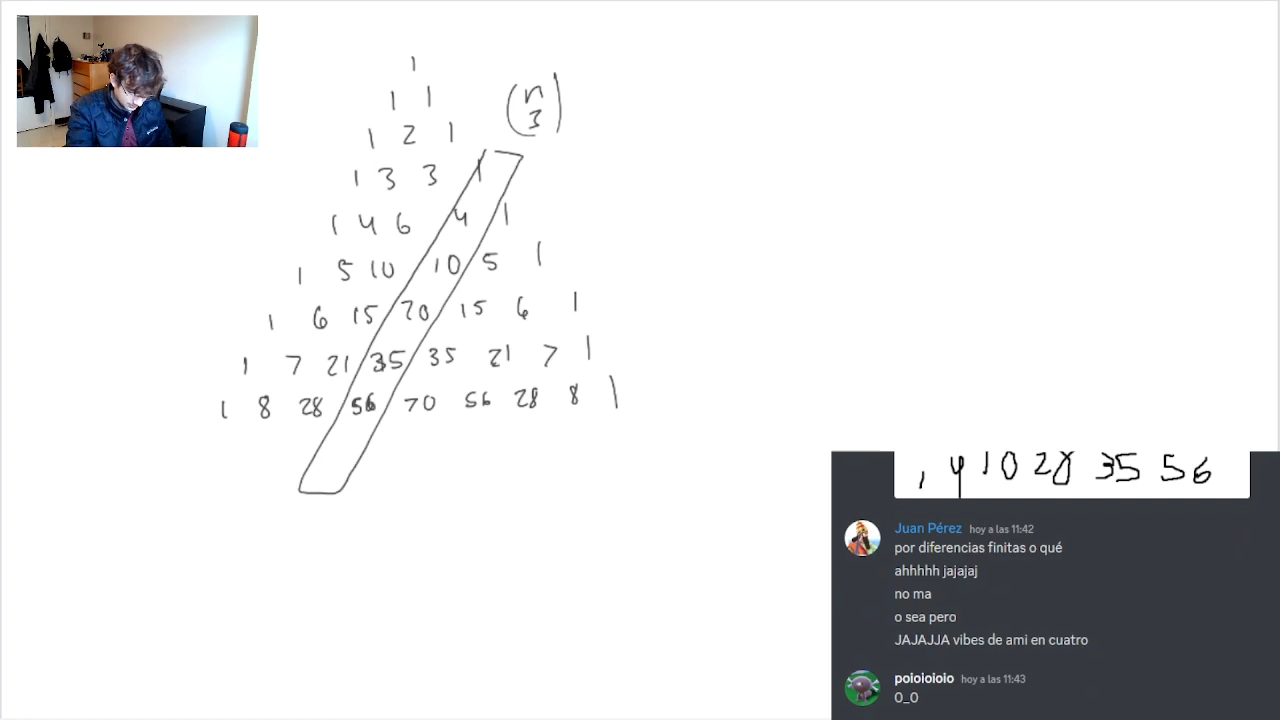 1
1 1
(n 3)
1 2 1
1 3 3 1
1 4 6 4 1
1 5 10 10 5 1
1 6 15 20 15 6 1
1 7 21 35 35 21 7 1
1 8 28 56 70 56 28 8 1
1 4 10 20 35 56
Juan Pérez hoy a las 11:42
por diferencias finitas o qué
ahhhhh jajajaj
no ma
o sea pero
JAJAJJA vibes de ami en cuatro
poioioioio hoy a las 11:43
O_O